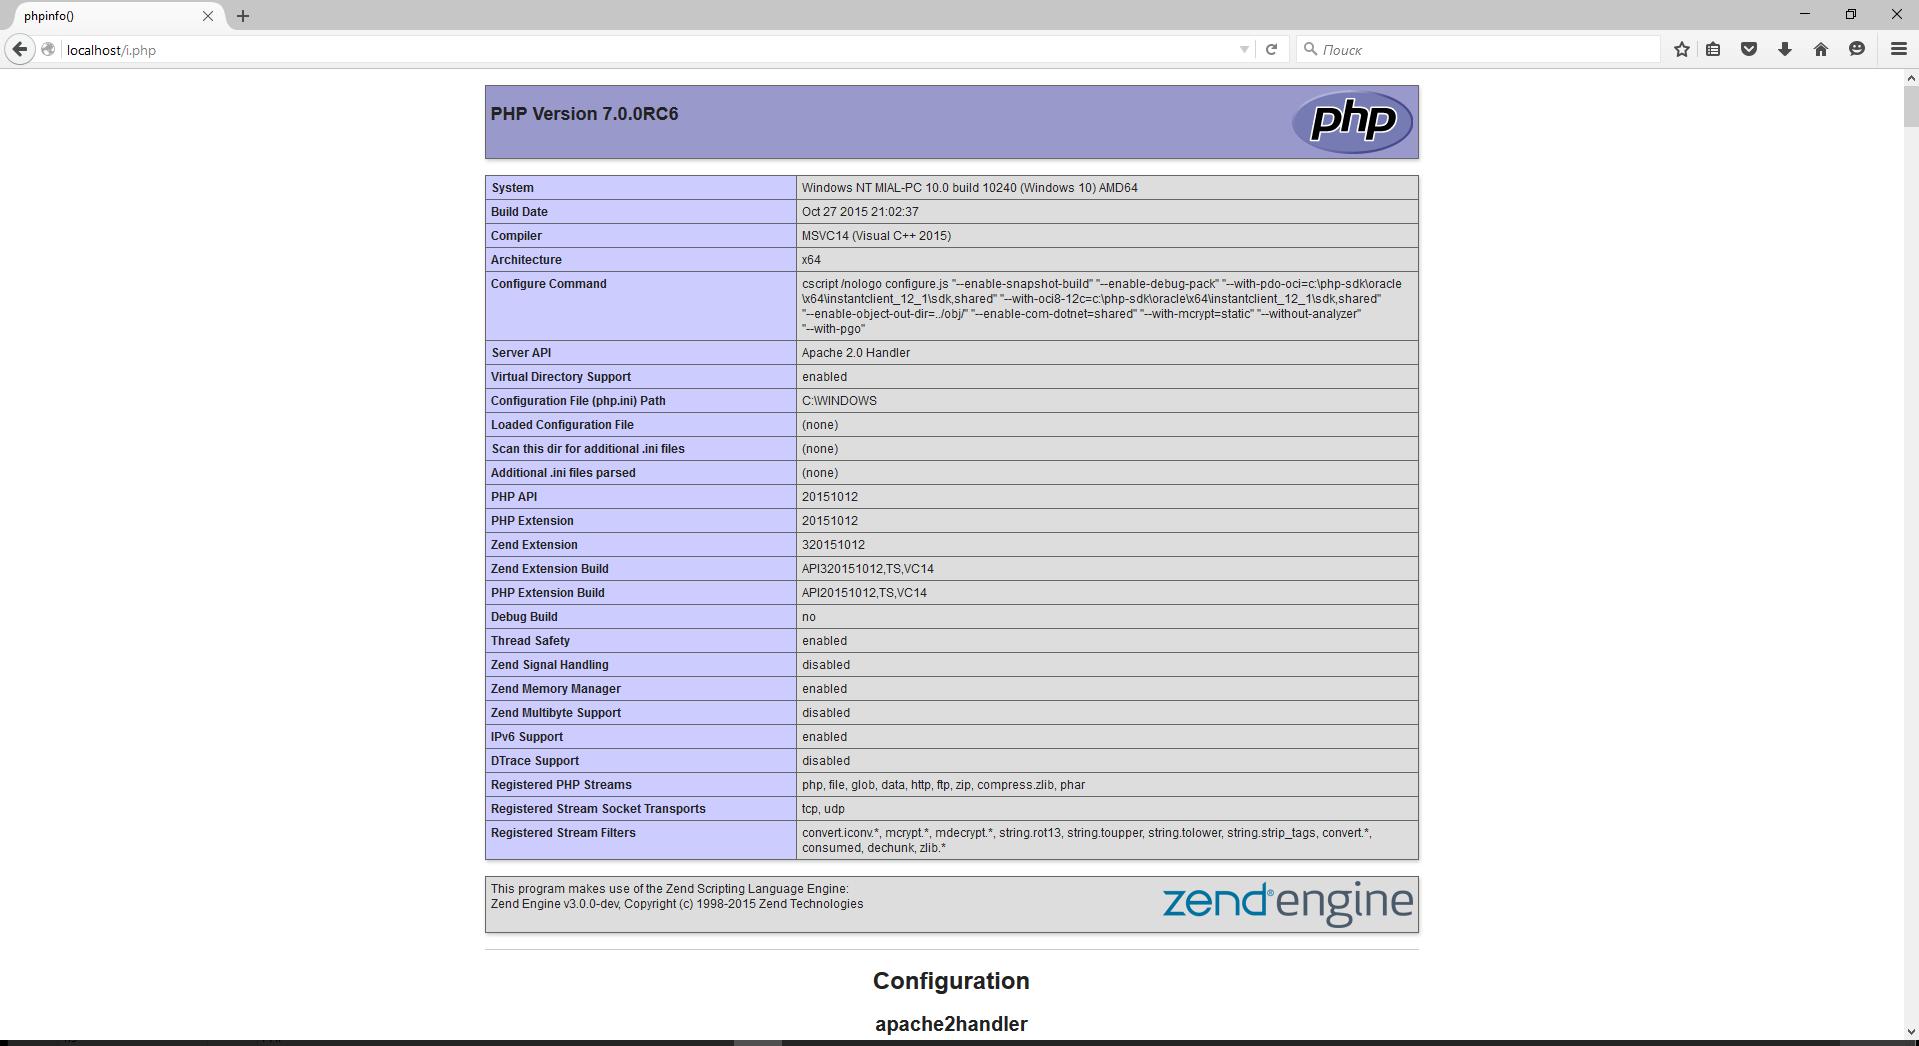 phpinfo()
localhost/i.php
Поиск
PHP Version 7.0.0RC6
php
System Windows NT MIAL-PC 10.0 build 10240 (Windows 10) AMD64
Build Date Oct 27 2015 21:02:37
Compiler MSVC14 (Visual C++ 2015)
Architecture x64
Configure Command cscript /nologo configure.js "--enable-snapshot-build" "--enable-debug-pack" "--with-pdo-oci=c:\php-sdk\oracle
\x64\instantclient_12_1\sdk,shared" "--with-oci8-12c=c:\php-sdk\oracle\x64\instantclient_12_1\sdk,shared"
"--enable-object-out-dir=../obj/" "--enable-com-dotnet=shared" "--with-mcrypt=static" "--without-analyzer"
"--with-pgo"
Server API Apache 2.0 Handler
Virtual Directory Support enabled
Configuration File (php.ini) Path C:\WINDOWS
Loaded Configuration File (none)
Scan this dir for additional .ini files (none)
Additional .ini files parsed (none)
PHP API 20151012
PHP Extension 20151012
Zend Extension 320151012
Zend Extension Build API320151012,TS,VC14
PHP Extension Build API20151012,TS,VC14
Debug Build no
Thread Safety enabled
Zend Signal Handling disabled
Zend Memory Manager enabled
Zend Multibyte Support disabled
IPv6 Support enabled
DTrace Support disabled
Registered PHP Streams php, file, glob, data, http, ftp, zip, compress.zlib, phar
Registered Stream Socket Transports tcp, udp
Registered Stream Filters convert.iconv.*, mcrypt.*, mdecrypt.*, string.rot13, string.toupper, string.tolower, string.strip_tags, convert.*,
consumed, dechunk, zlib.*
This program makes use of the Zend Scripting Language Engine:
Zend Engine v3.0.0-dev, Copyright (c) 1998-2015 Zend Technologies
zend® engine
Configuration
apache2handler